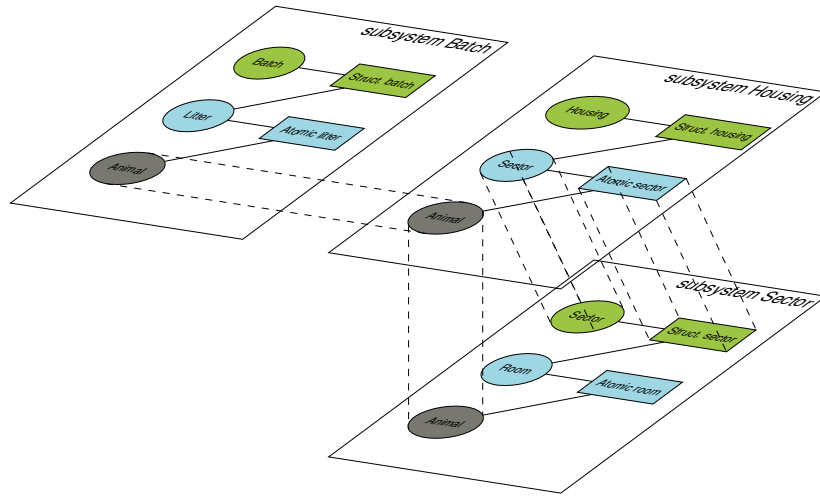 subsystem Batch
Batch
Struct. batch
Litter
Atomic litter
Animal
subsystem Housing
Housing
Struct. housing
Sector
Atomic sector
Animal
subsystem Sector
Sector
Struct. sector
Room
Atomic room
Animal